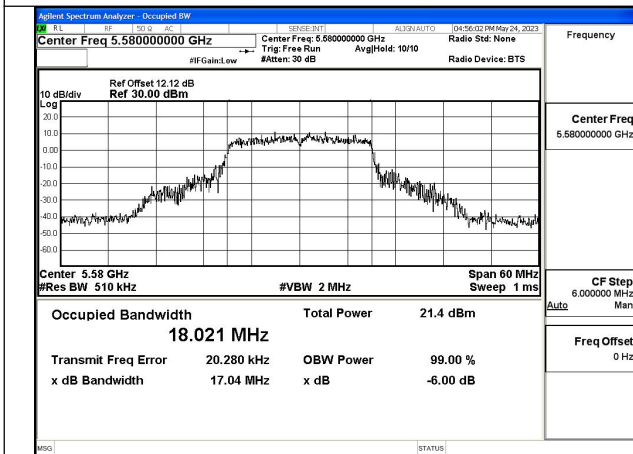 Agilent Spectrum Analyzer - Occupied BW
RL RF 50 Ω AC SENSE:INT ALIGNAUTO 04:56:02 PM May 24, 2023
Center Freq 5.580000000 GHz Center Freq: 5.580000000 GHz Radio Std: None
Trig: Free Run Avg|Hold: 10/10
#IFGain:Low #Atten: 30 dB Radio Device: BTS
Ref Offset 12.12 dB
10 dB/div Ref 30.00 dBm
Log
20.0
10.0
0.00
-10.0
-20.0
-30.0
-40.0
-50.0
-60.0
Center 5.58 GHz Span 60 MHz
#Res BW 510 kHz #VBW 2 MHz Sweep 1 ms
Occupied Bandwidth Total Power 21.4 dBm
18.021 MHz
Transmit Freq Error 20.280 kHz OBW Power 99.00 %
x dB Bandwidth 17.04 MHz x dB -6.00 dB
MSG STATUS
Frequency
Center Freq
5.580000000 GHz
CF Step
6.000000 MHz
Auto Man
Freq Offset
0 Hz